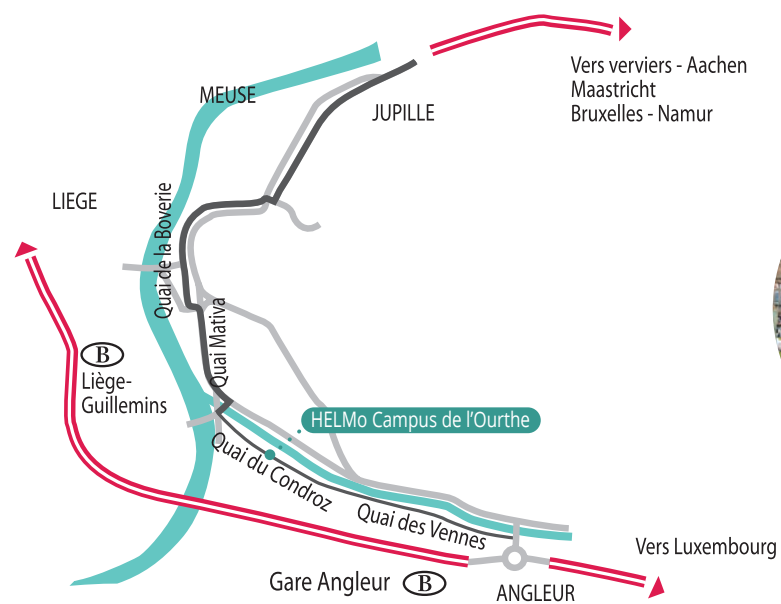 MEUSE
JUPILLE
Vers verviers - Aachen
Maastricht
Bruxelles - Namur
LIEGE
Quai de la Boverie
Quai Mativa
B
Liège-
Guillemins
HELMo Campus de l'Ourthe
Quai du Condroz
Quai des Vennes
Vers Luxembourg
Gare Angleur B
ANGLEUR